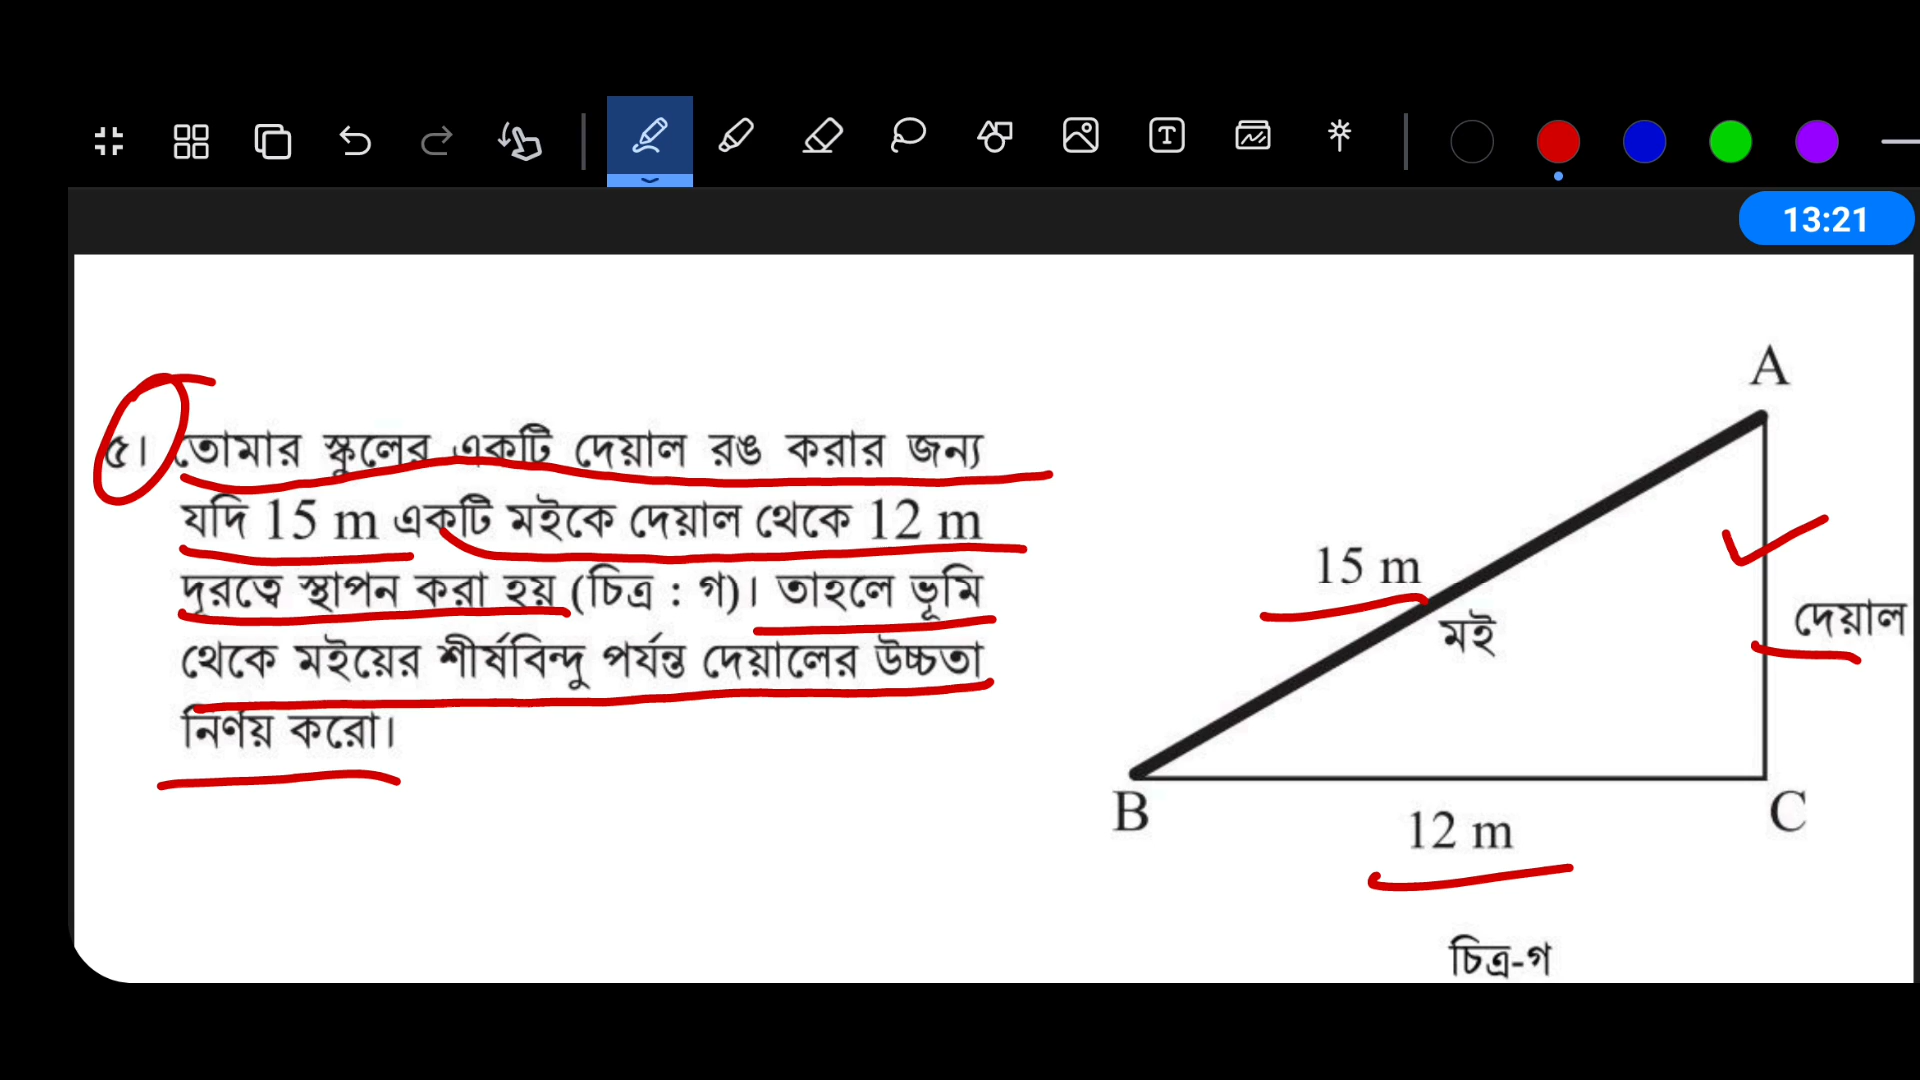 13:21
৫। তোমার স্কুলের একটি দেয়াল রঙ করার জন্য
যদি 15 m একটি মইকে দেয়াল থেকে 12 m
দূরত্বে স্থাপন করা হয় (চিত্র : গ)। তাহলে ভূমি
থেকে মইয়ের শীর্ষবিন্দু পর্যন্ত দেয়ালের উচ্চতা
নির্ণয় করো।
A
15 m
মই
দেয়াল
B
C
12 m
চিত্র-গ